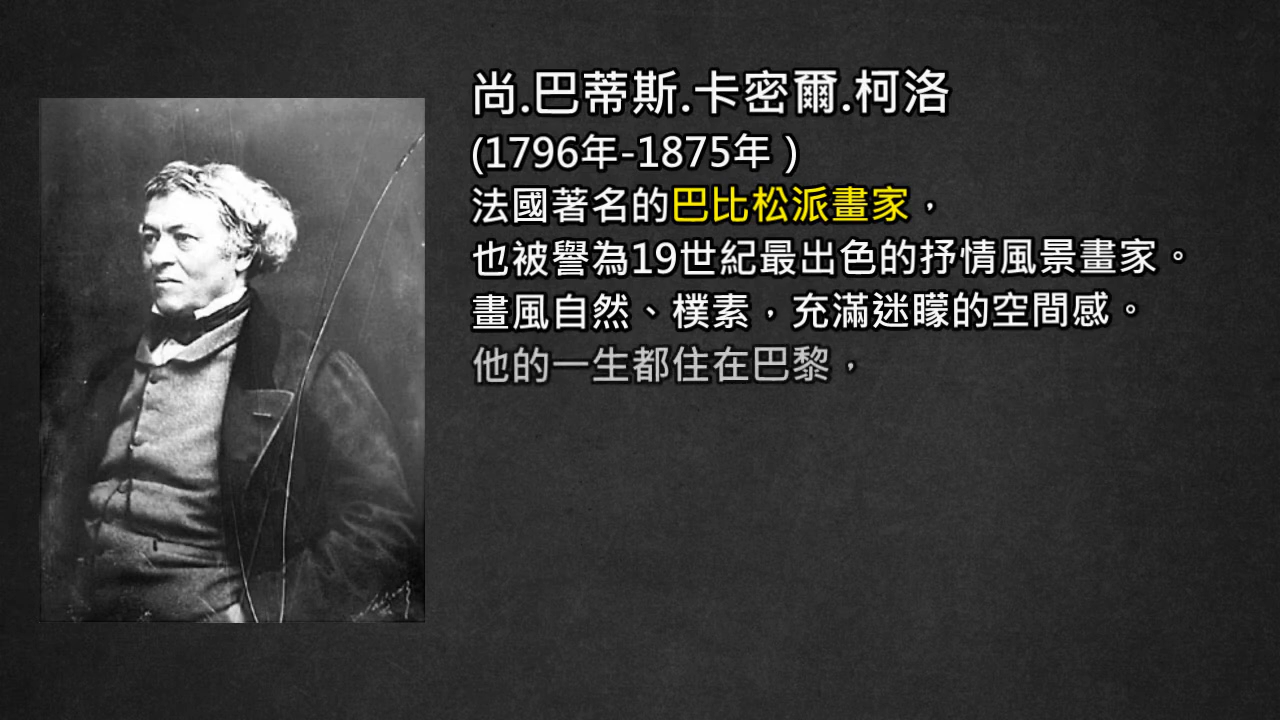 尚.巴蒂斯.卡密爾.柯洛
(1796年-1875年 )
法國著名的巴比松派畫家，
也被譽為19世紀最出色的抒情風景畫家。
畫風自然、樸素，充滿迷矇的空間感。
他的一生都住在巴黎，